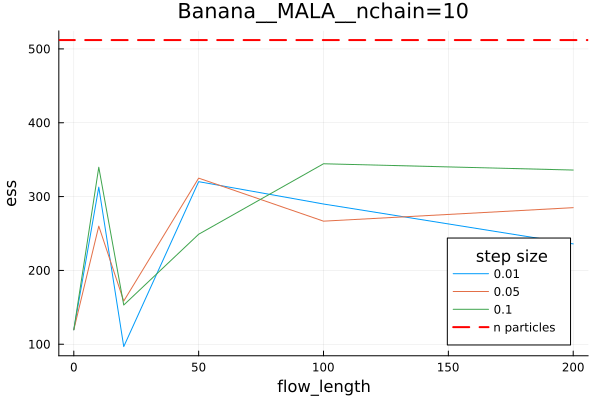 Banana__MALA__nchain=10
500
400
300
200
100
ess
step size
0.01
0.05
0.1
n particles
0 50 100 150 200
flow_length